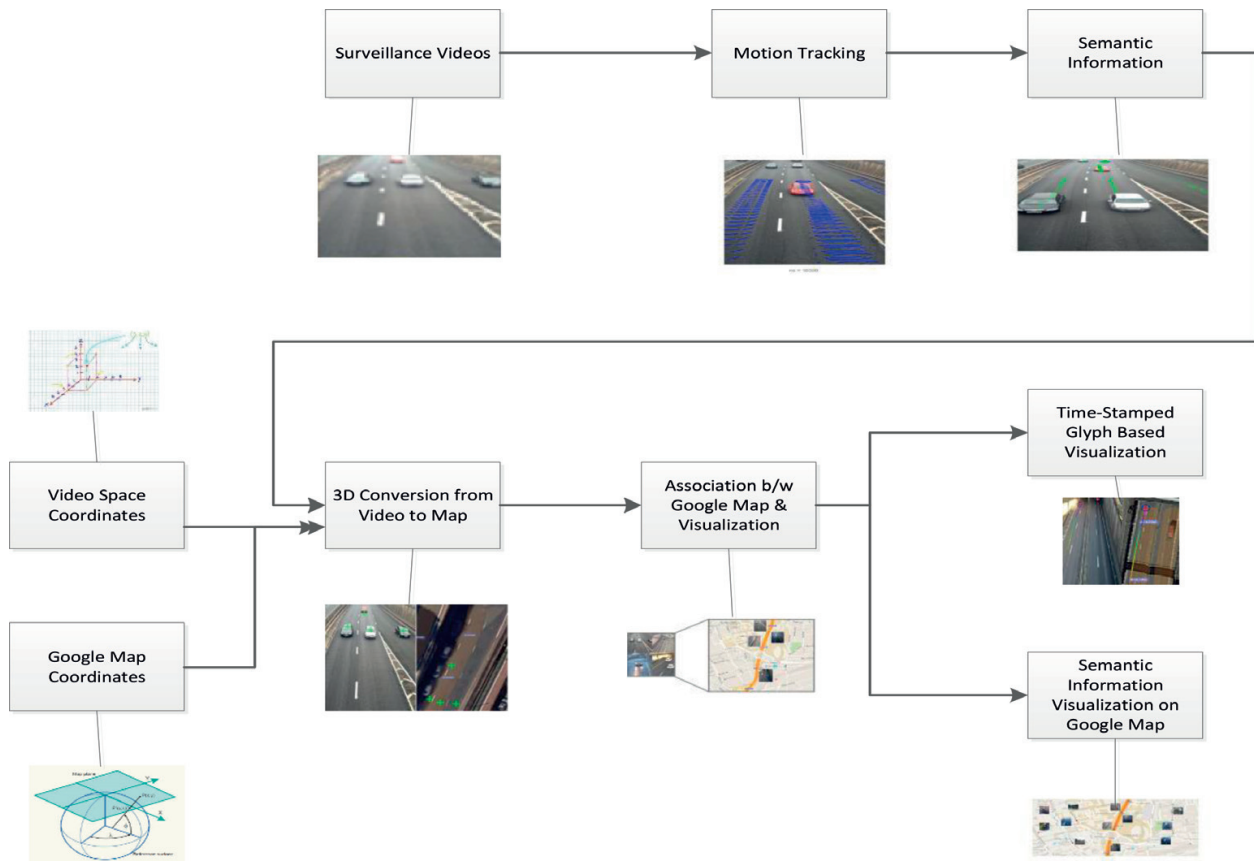 Surveillance Videos
Motion Tracking
Semantic
Information
Video Space
Coordinates
3D Conversion from
Video to Map
Association b/w
Google Map &
Visualization
Time-Stamped
Glyph Based
Visualization
Google Map
Coordinates
Semantic
Information
Visualization on
Google Map